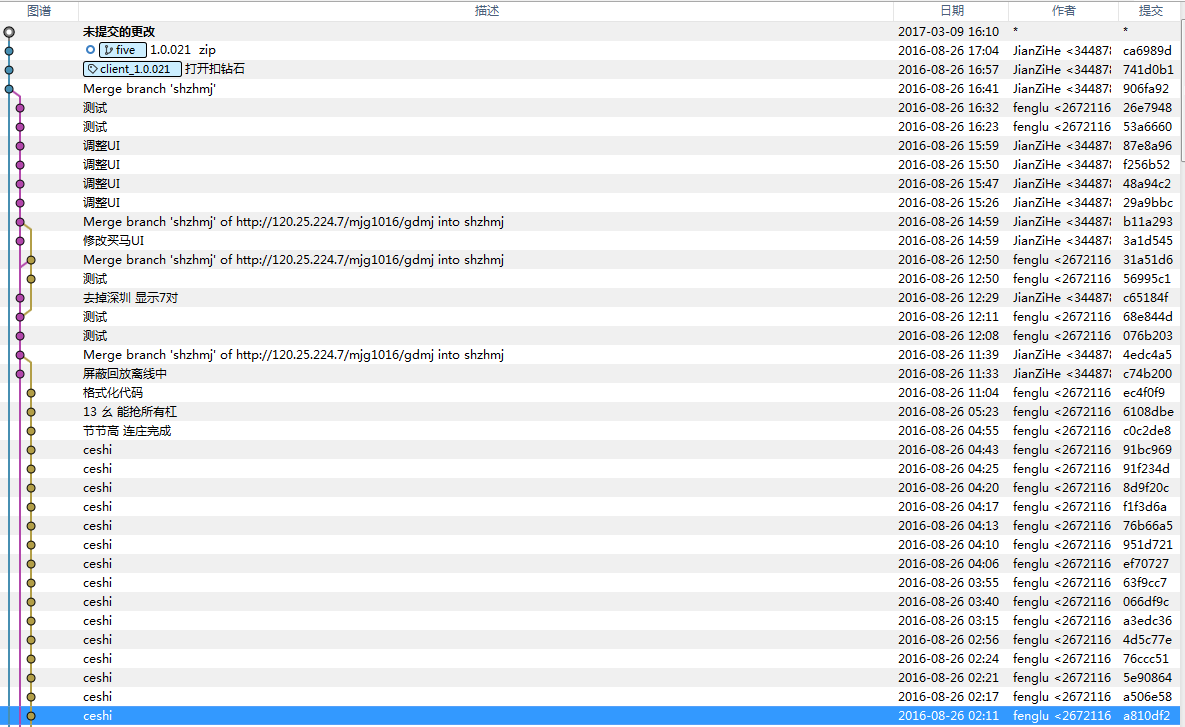 图谱 描述 日期 作者 提交
未提交的更改 2017-03-09 16:10 * *
five 1.0.021 zip 2016-08-26 17:04 JianZiHe <344878 ca6989d
client_1.0.021 打开扣钻石 2016-08-26 16:57 JianZiHe <344878 741d0b1
Merge branch 'shzhmj' 2016-08-26 16:41 JianZiHe <344878 906fa92
测试 2016-08-26 16:32 fenglu <2672116 26e7948
测试 2016-08-26 16:23 fenglu <2672116 53a6660
调整UI 2016-08-26 15:59 JianZiHe <344878 87e8a96
调整UI 2016-08-26 15:50 JianZiHe <344878 f256b52
调整UI 2016-08-26 15:47 JianZiHe <344878 48a94c2
调整UI 2016-08-26 15:26 JianZiHe <344878 29a9bbc
Merge branch 'shzhmj' of http://120.25.224.7/mjg1016/gdmj into shzhmj 2016-08-26 14:59 JianZiHe <344878 b11a293
修改买马UI 2016-08-26 14:59 JianZiHe <344878 3a1d545
Merge branch 'shzhmj' of http://120.25.224.7/mjg1016/gdmj into shzhmj 2016-08-26 12:50 fenglu <2672116 31a51d6
测试 2016-08-26 12:50 fenglu <2672116 56995c1
去掉深圳 显示7对 2016-08-26 12:29 JianZiHe <344878 c65184f
测试 2016-08-26 12:11 fenglu <2672116 68e844d
测试 2016-08-26 12:08 fenglu <2672116 076b203
Merge branch 'shzhmj' of http://120.25.224.7/mjg1016/gdmj into shzhmj 2016-08-26 11:39 JianZiHe <344878 4edc4a5
屏蔽回放离线中 2016-08-26 11:33 JianZiHe <344878 c74b200
格式化代码 2016-08-26 11:04 fenglu <2672116 ec4f0f9
13 幺 能抢所有杠 2016-08-26 05:23 fenglu <2672116 6108dbe
节节高 连庄完成 2016-08-26 04:55 fenglu <2672116 c0c2de8
ceshi 2016-08-26 04:43 fenglu <2672116 91bc969
ceshi 2016-08-26 04:25 fenglu <2672116 91f234d
ceshi 2016-08-26 04:20 fenglu <2672116 8d9f20c
ceshi 2016-08-26 04:17 fenglu <2672116 f1f3d6a
ceshi 2016-08-26 04:13 fenglu <2672116 76b66a5
ceshi 2016-08-26 04:10 fenglu <2672116 951d721
ceshi 2016-08-26 04:06 fenglu <2672116 ef70727
ceshi 2016-08-26 03:55 fenglu <2672116 63f9cc7
ceshi 2016-08-26 03:40 fenglu <2672116 066df9c
ceshi 2016-08-26 03:15 fenglu <2672116 a3edc36
ceshi 2016-08-26 02:56 fenglu <2672116 4d5c77e
ceshi 2016-08-26 02:24 fenglu <2672116 76ccc51
ceshi 2016-08-26 02:21 fenglu <2672116 5e90864
ceshi 2016-08-26 02:17 fenglu <2672116 a506e58
ceshi 2016-08-26 02:11 fenglu <2672116 a810df2